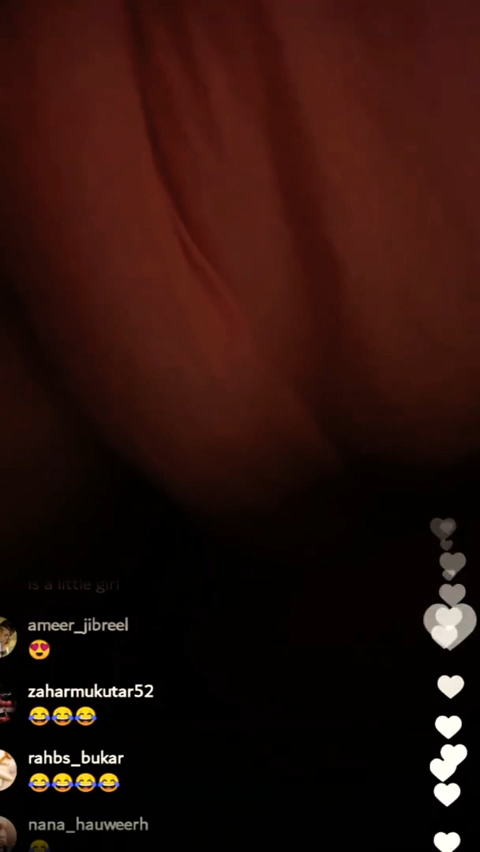 is a little girl
ameer_jibreel
😍
zaharmukutar52
😂😂😂
rahbs_bukar
😂😂😂😂
nana_hauweerh